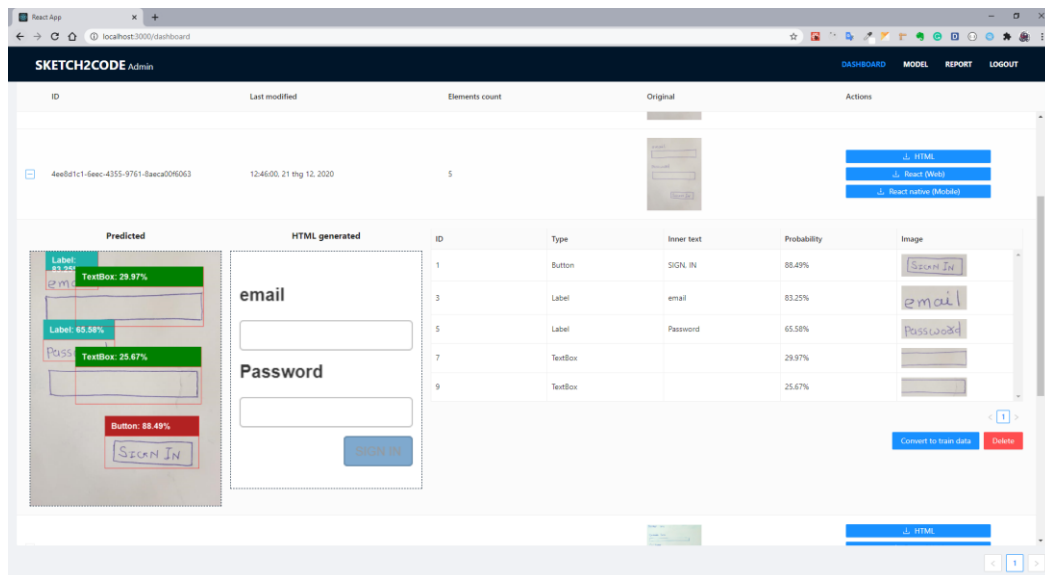 React App
localhost:3000/dashboard
SKETCH2CODE Admin
DASHBOARD MODEL REPORT LOGOUT
ID Last modified Elements count Original Actions
4ee8d1c1-6eec-4355-9761-8aeca00f6063 12:46:00, 21 thg 12, 2020 5
HTML
React (Web)
React native (Mobile)
Predicted HTML generated
Label: 83.25%
TextBox: 29.97%
Label: 65.58%
TextBox: 25.67%
Button: 88.49%
SIGN IN
email
Password
SIGN IN
ID Type Inner text Probability Image
1 Button SIGN, IN 88.49% SIGN IN
3 Label email 83.25% email
5 Label Password 65.58% Password
7 TextBox 29.97%
9 TextBox 25.67%
1
Convert to train data Delete
HTML
1